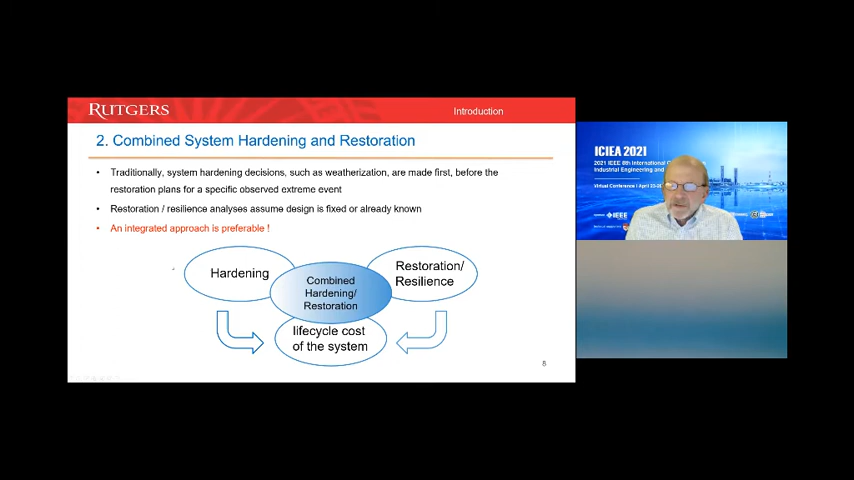 RUTGERS
Introduction
2. Combined System Hardening and Restoration
• Traditionally, system hardening decisions, such as weatherization, are made first, before the
restoration plans for a specific observed extreme event
• Restoration / resilience analyses assume design is fixed or already known
• An integrated approach is preferable !
Hardening
Combined
Hardening/
Restoration
Restoration/
Resilience
lifecycle cost
of the system
8
ICIEA 2021
2021 IEEE 8th International
Industrial Engineering and
Virtual Conference | April 23-
IEEE